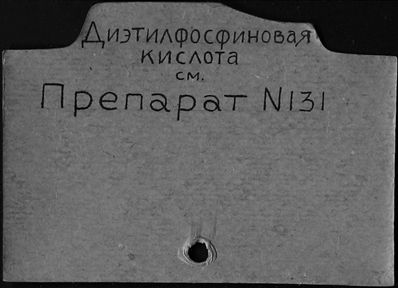 Диэтилфосфиновая
кислота
см.
Препарат N131